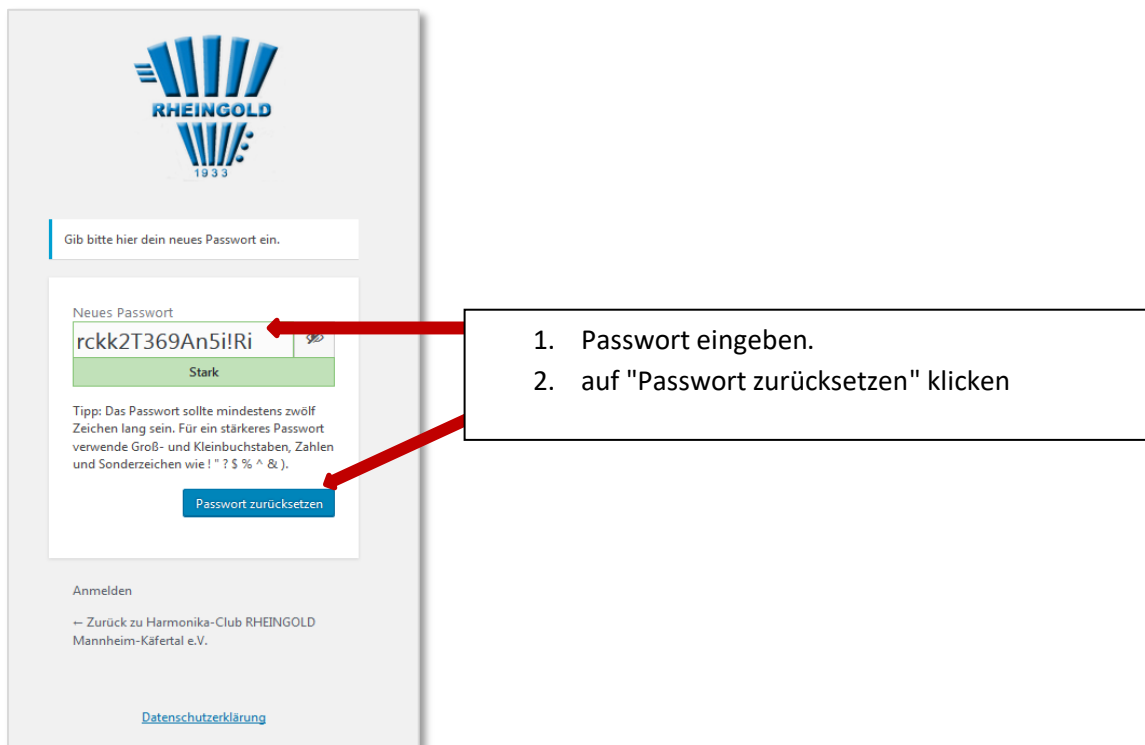 RHEINGOLD
1933
Gib bitte hier dein neues Passwort ein.
Neues Passwort
rckk2T369An5i!Ri
Stark
Tipp: Das Passwort sollte mindestens zwölf
Zeichen lang sein. Für ein stärkeres Passwort
verwende Groß- und Kleinbuchstaben, Zahlen
und Sonderzeichen wie ! " ? $ % ^ & ).
Passwort zurücksetzen
Anmelden
← Zurück zu Harmonika-Club RHEINGOLD
Mannheim-Käfertal e.V.
Datenschutzerklärung
1. Passwort eingeben.
2. auf "Passwort zurücksetzen" klicken